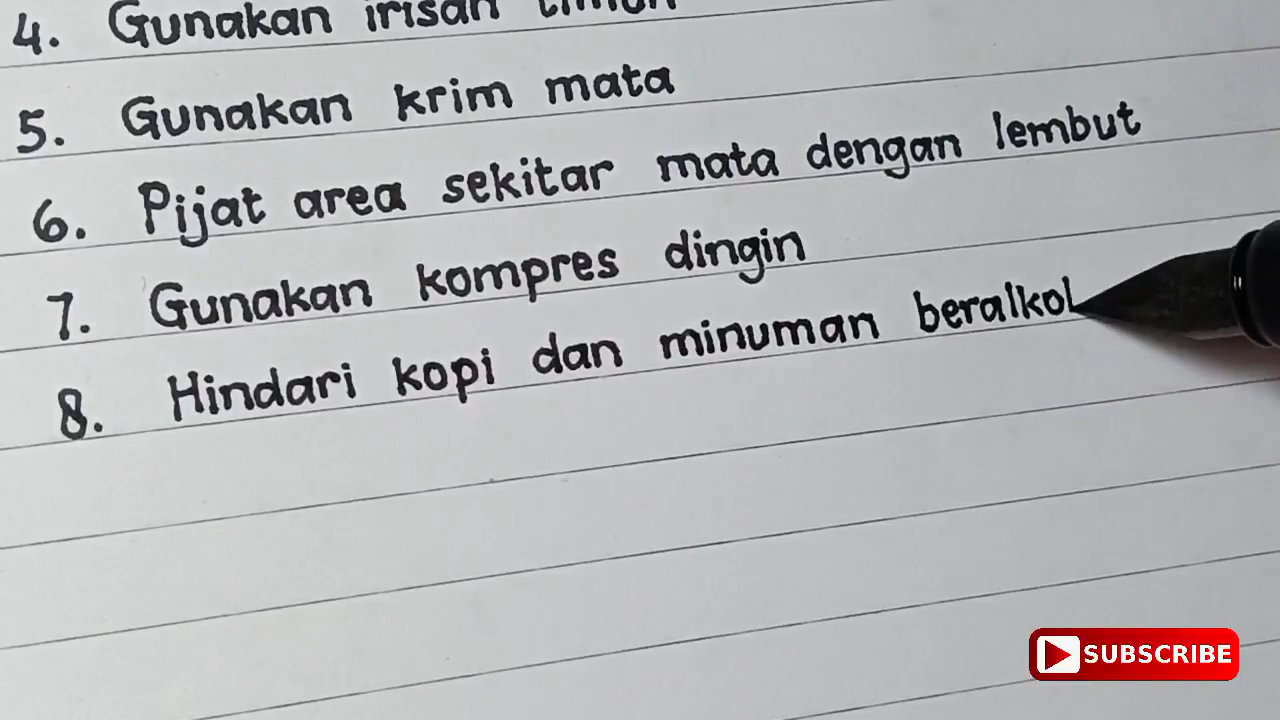 4. Gunakan irisan timun
5. Gunakan krim mata
6. Pijat area sekitar mata dengan lembut
7. Gunakan kompres dingin
8. Hindari kopi dan minuman beralkol
SUBSCRIBE